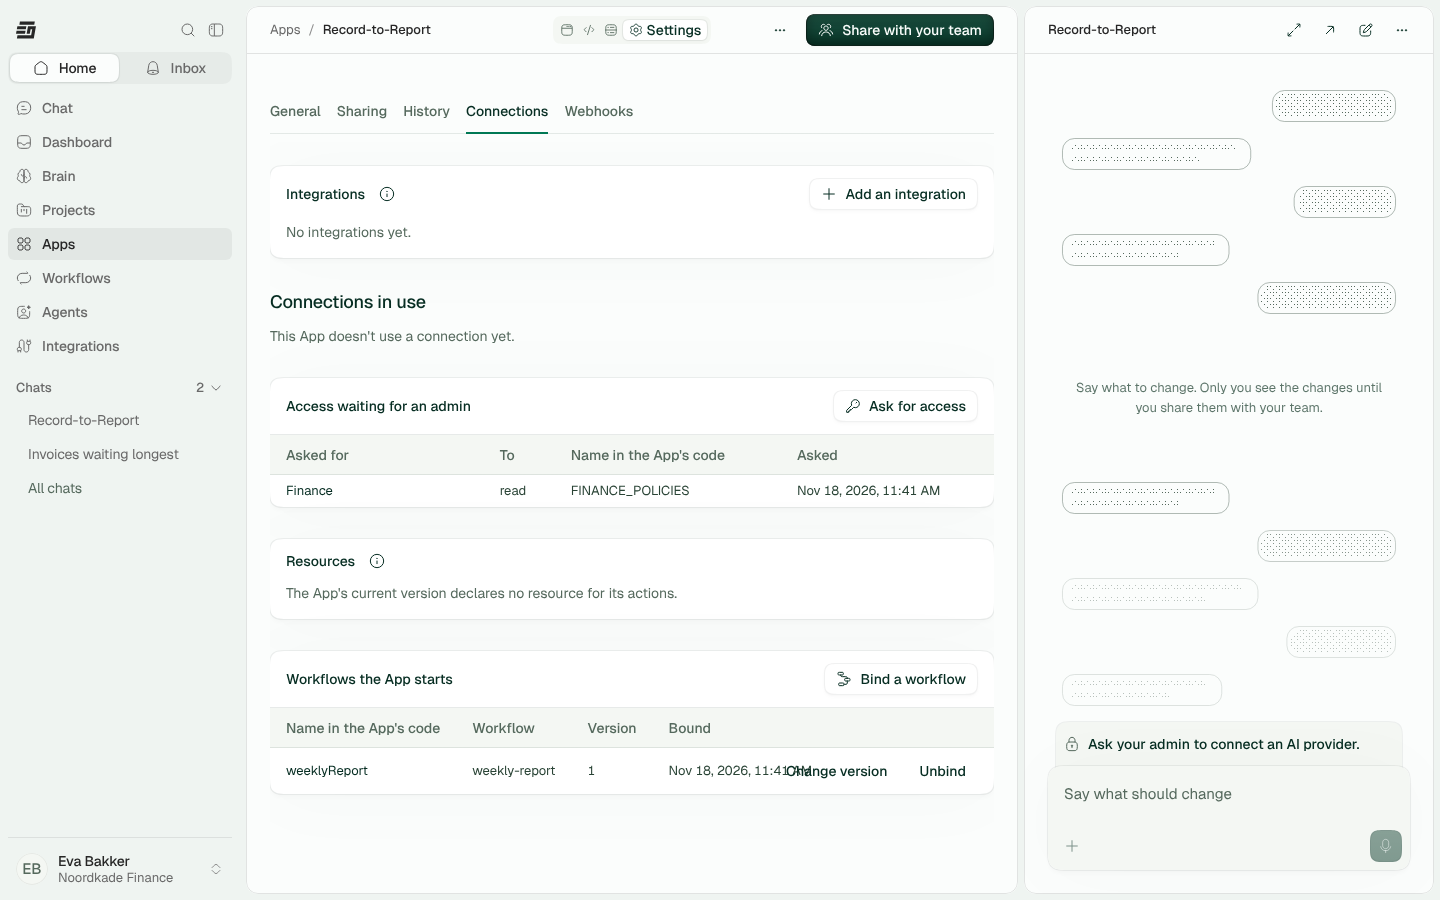 Home
Inbox
Chat
Dashboard
Brain
Projects
Apps
Workflows
Agents
Integrations
Chats 2
Record-to-Report
Invoices waiting longest
All chats
EB
Eva Bakker
Noordkade Finance
Apps / Record-to-Report
Settings
Share with your team
General Sharing History Connections Webhooks
Integrations
Add an integration
No integrations yet.
Connections in use
This App doesn't use a connection yet.
Access waiting for an admin
Ask for access
Asked for To Name in the App's code Asked
Finance read FINANCE_POLICIES Nov 18, 2026, 11:41 AM
Resources
The App's current version declares no resource for its actions.
Workflows the App starts
Bind a workflow
Name in the App's code Workflow Version Bound
weeklyReport weekly-report 1 Nov 18, 2026, 11:41 AM Change version Unbind
Record-to-Report
Say what to change. Only you see the changes until
you share them with your team.
Ask your admin to connect an AI provider.
Say what should change